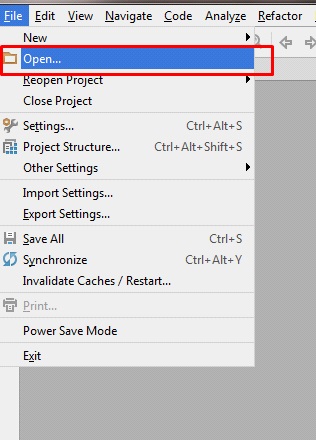 File Edit View Navigate Code Analyze Refactor
New
Open...
Reopen Project
Close Project
Settings... Ctrl+Alt+S
Project Structure... Ctrl+Alt+Shift+S
Other Settings
Import Settings...
Export Settings...
Save All Ctrl+S
Synchronize Ctrl+Alt+Y
Invalidate Caches / Restart...
Print...
Power Save Mode
Exit